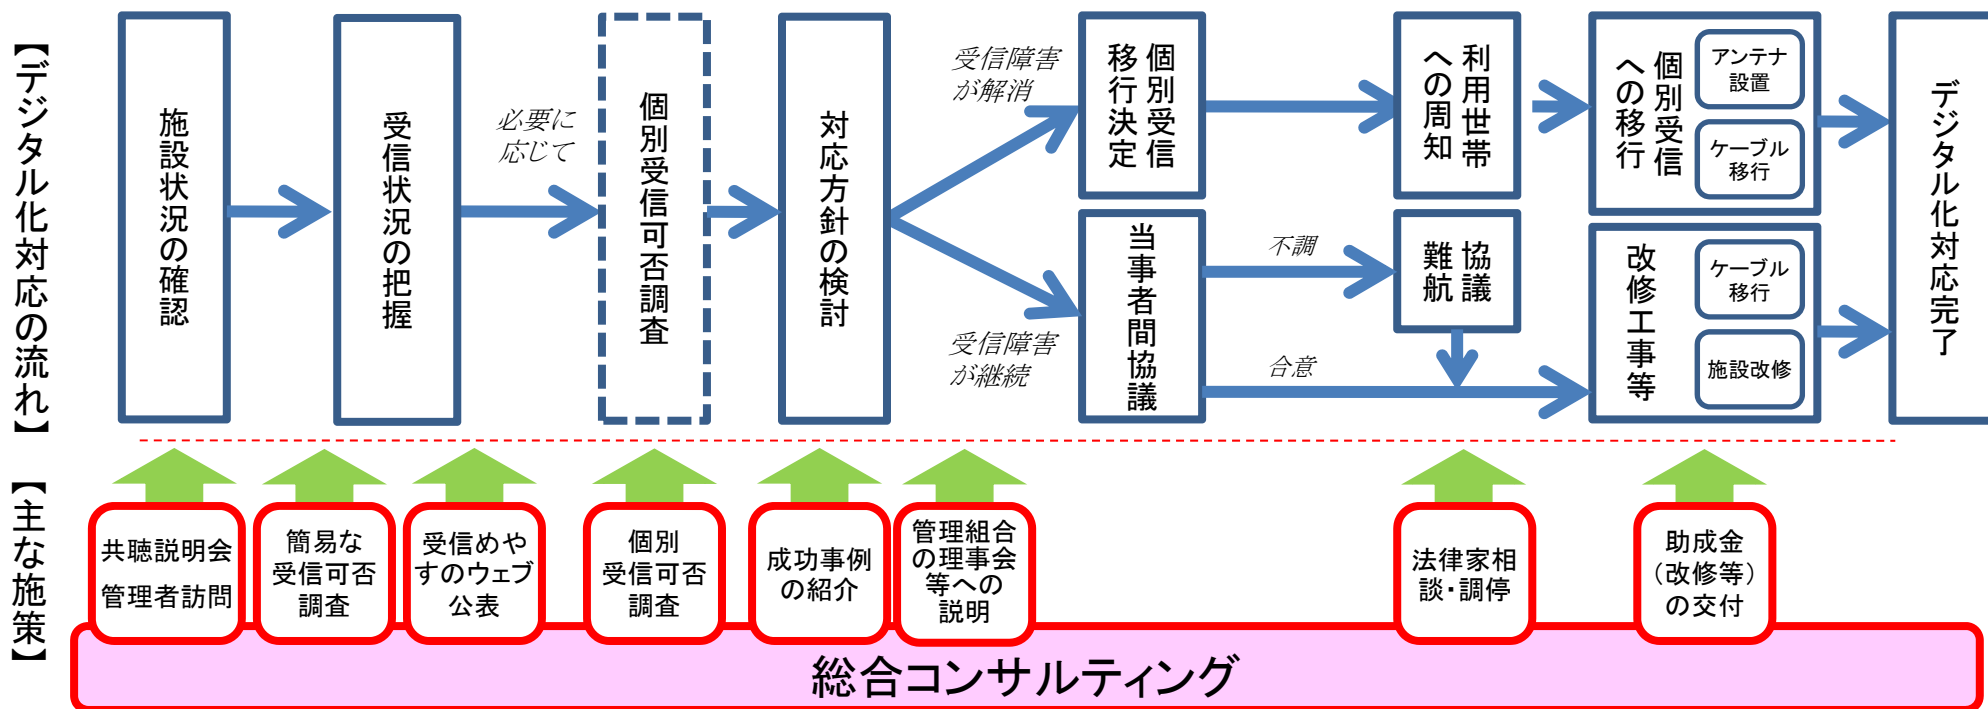 【デジタル化対応の流れ】
施設状況の確認
受信状況の把握
必要に
応じて
個別受信可否調査
対応方針の検討
受信障害
が解消
個別受信
移行決定
利用世帯
への周知
個別受信
への移行
アンテナ
設置
ケーブル
移行
受信障害
が継続
当事者間協議
不調
協議
難航
合意
改修工事等
ケーブル
移行
施設改修
デジタル化対応完了
【主な施策】
共聴説明会
管理者訪問
簡易な
受信可否
調査
受信めや
すのウェブ
公表
個別
受信可否
調査
成功事例
の紹介
管理組合
の理事会
等への
説明
法律家相
談・調停
助成金
（改修等）
の交付
総合コンサルティング